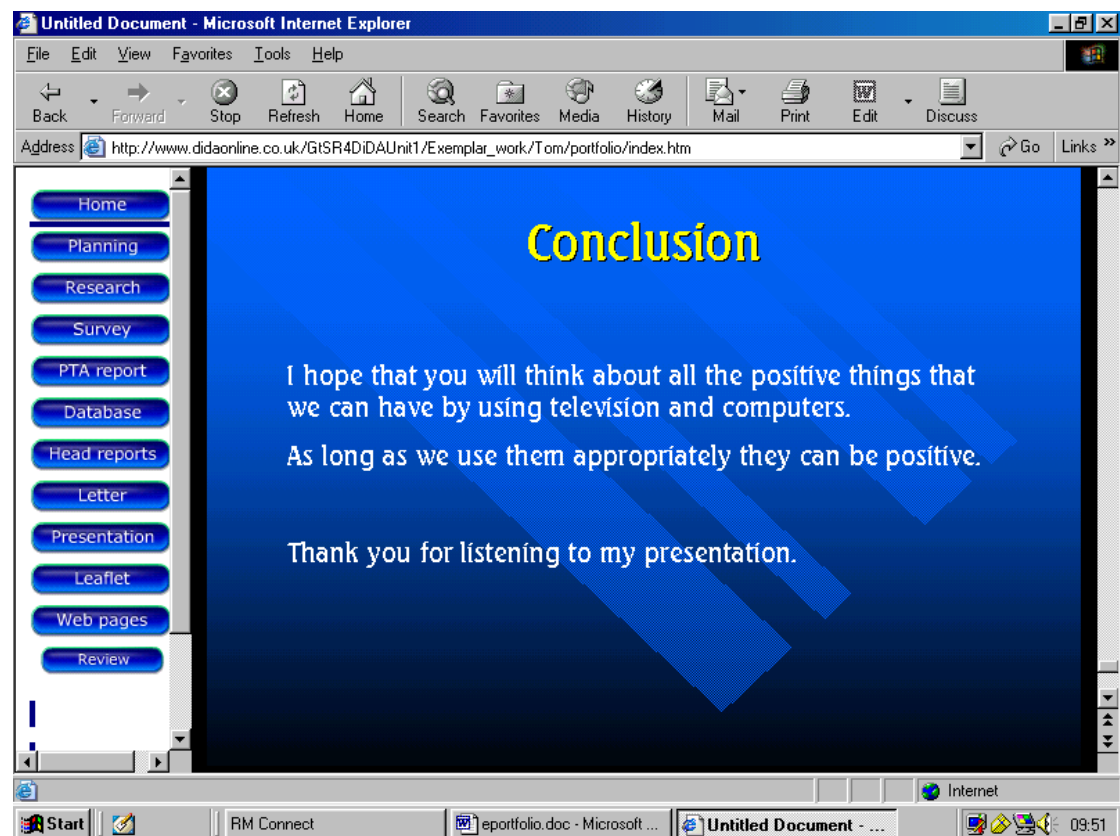 Untitled Document - Microsoft Internet Explorer
File Edit View Favorites Tools Help
Back Forward Stop Refresh Home Search Favorites Media History Mail Print Edit Discuss
Address http://www.didaonline.co.uk/GtSR4DiDAUnit1/Exemplar_work/Tom/portfolio/index.htm Go Links »
Home
Planning
Research
Survey
PTA report
Database
Head reports
Letter
Presentation
Leaflet
Web pages
Review
Conclusion
I hope that you will think about all the positive things that
we can have by using television and computers.
As long as we use them appropriately they can be positive.
Thank you for listening to my presentation.
Internet
Start RM Connect eportfolio.doc - Microsoft ... Untitled Document - ... 09:51